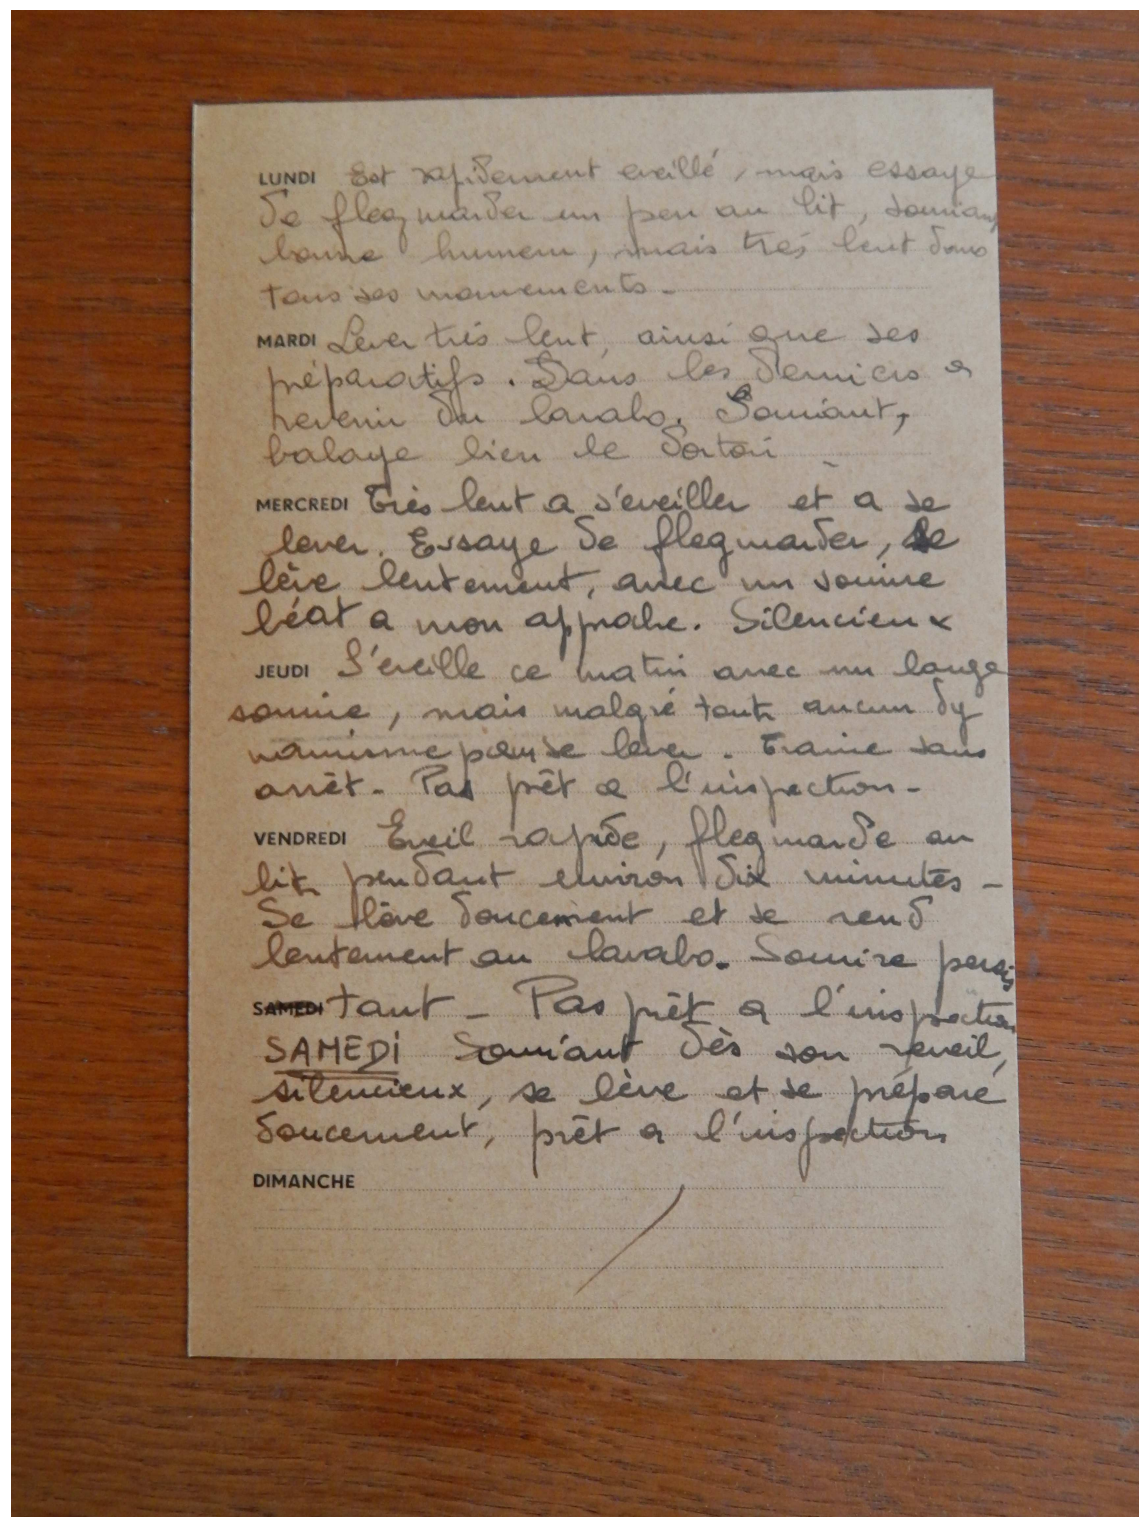 LUNDI Est rapidement eveillé, mais essaye
de flegmarder un peu au lit, souriant
bonne humeur, mais très lent dans
tous ses mouvements -
MARDI Lever très lent, ainsi que ses
préparatifs. Dans les derniers a
revenir du lavabo. Souriant,
balaye bien le dortoir
MERCREDI Très lent a s'eveiller et a se
lever. Essaye de flegmarder, se
lève lentement, avec un sourire
béat a mon approche. Silencieux
JEUDI S'eveille ce matin avec un large
sourire, mais malgré tout aucun dy
namisme pour se lever. Traine sans
arrêt - Pas prêt a l'inspection -
VENDREDI Eveil rapide, flegmarde au
lit pendant environ dix minutes -
Se lève doucement et se rend
lentement au lavabo. Sourire persis
SAMEDI tant - Pas prêt a l'inspection
SAMEDI Souriant dès son reveil,
silencieux, se lève et se prépare
doucement, prêt a l'inspection
DIMANCHE